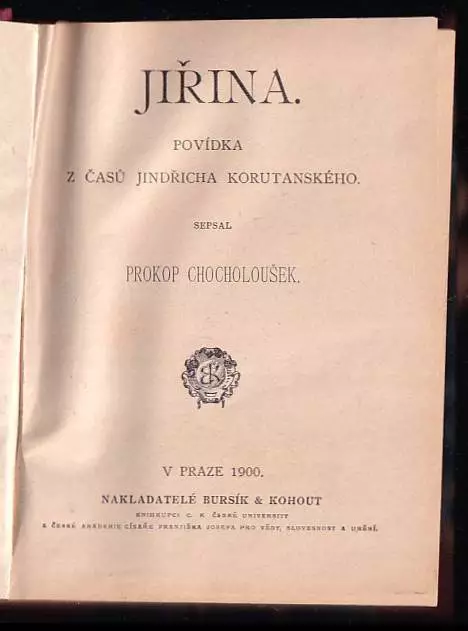 JIŘINA.
POVÍDKA
Z ČASŮ JINDŘICHA KORUTANSKÉHO.
SEPSAL
PROKOP CHOCHOLOUŠEK.
BK
V PRAZE 1900.
NAKLADATELÉ BURSÍK & KOHOUT
KNIHKUPCI C. K. ČESKÉ UNIVERSITY
A ČESKÉ AKADEMIE CÍSAŘE FRANTIŠKA JOSEFA PRO VĚDY, SLOVESNOST A UMĚNÍ.